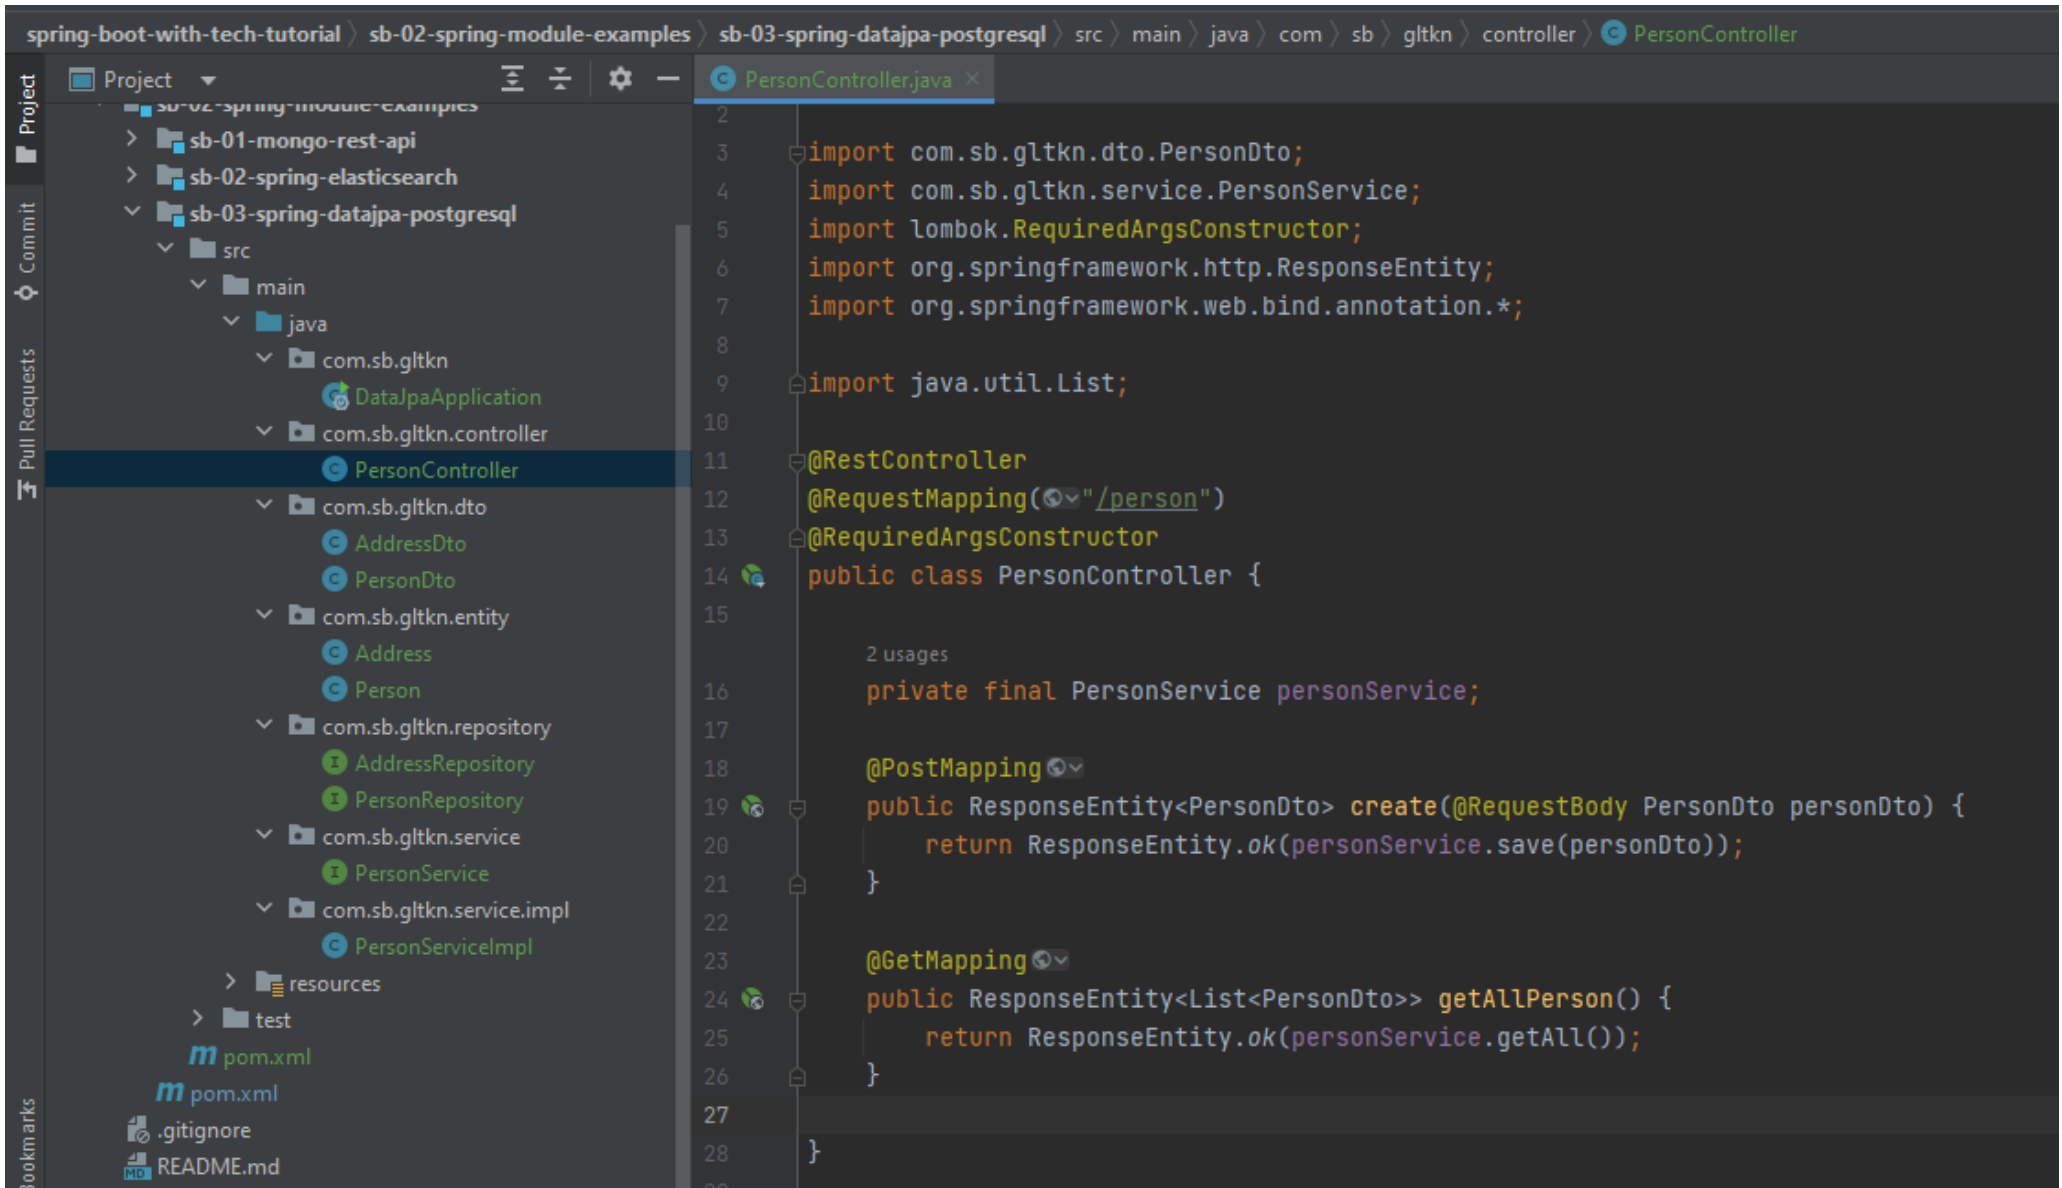 spring-boot-with-tech-tutorial 〉 sb-02-spring-module-examples 〉 sb-03-spring-datajpa-postgresql 〉 src 〉 main 〉 java 〉 com 〉 sb 〉 gltkn 〉 controller 〉 PersonController
Project
Commit
Pull Requests
Bookmarks
Project
sb-02-spring-module-examples
sb-01-mongo-rest-api
sb-02-spring-elasticsearch
sb-03-spring-datajpa-postgresql
src
main
java
com.sb.gltkn
DataJpaApplication
com.sb.gltkn.controller
PersonController
com.sb.gltkn.dto
AddressDto
PersonDto
com.sb.gltkn.entity
Address
Person
com.sb.gltkn.repository
AddressRepository
PersonRepository
com.sb.gltkn.service
PersonService
com.sb.gltkn.service.impl
PersonServiceImpl
resources
test
pom.xml
pom.xml
.gitignore
README.md
PersonController.java
2
3 import com.sb.gltkn.dto.PersonDto;
4 import com.sb.gltkn.service.PersonService;
5 import lombok.RequiredArgsConstructor;
6 import org.springframework.http.ResponseEntity;
7 import org.springframework.web.bind.annotation.*;
8
9 import java.util.List;
10
11 @RestController
12 @RequestMapping("/person")
13 @RequiredArgsConstructor
14 public class PersonController {
15
2 usages
16 private final PersonService personService;
17
18 @PostMapping
19 public ResponseEntity<PersonDto> create(@RequestBody PersonDto personDto) {
20 return ResponseEntity.ok(personService.save(personDto));
21 }
22
23 @GetMapping
24 public ResponseEntity<List<PersonDto>> getAllPerson() {
25 return ResponseEntity.ok(personService.getAll());
26 }
27
28 }